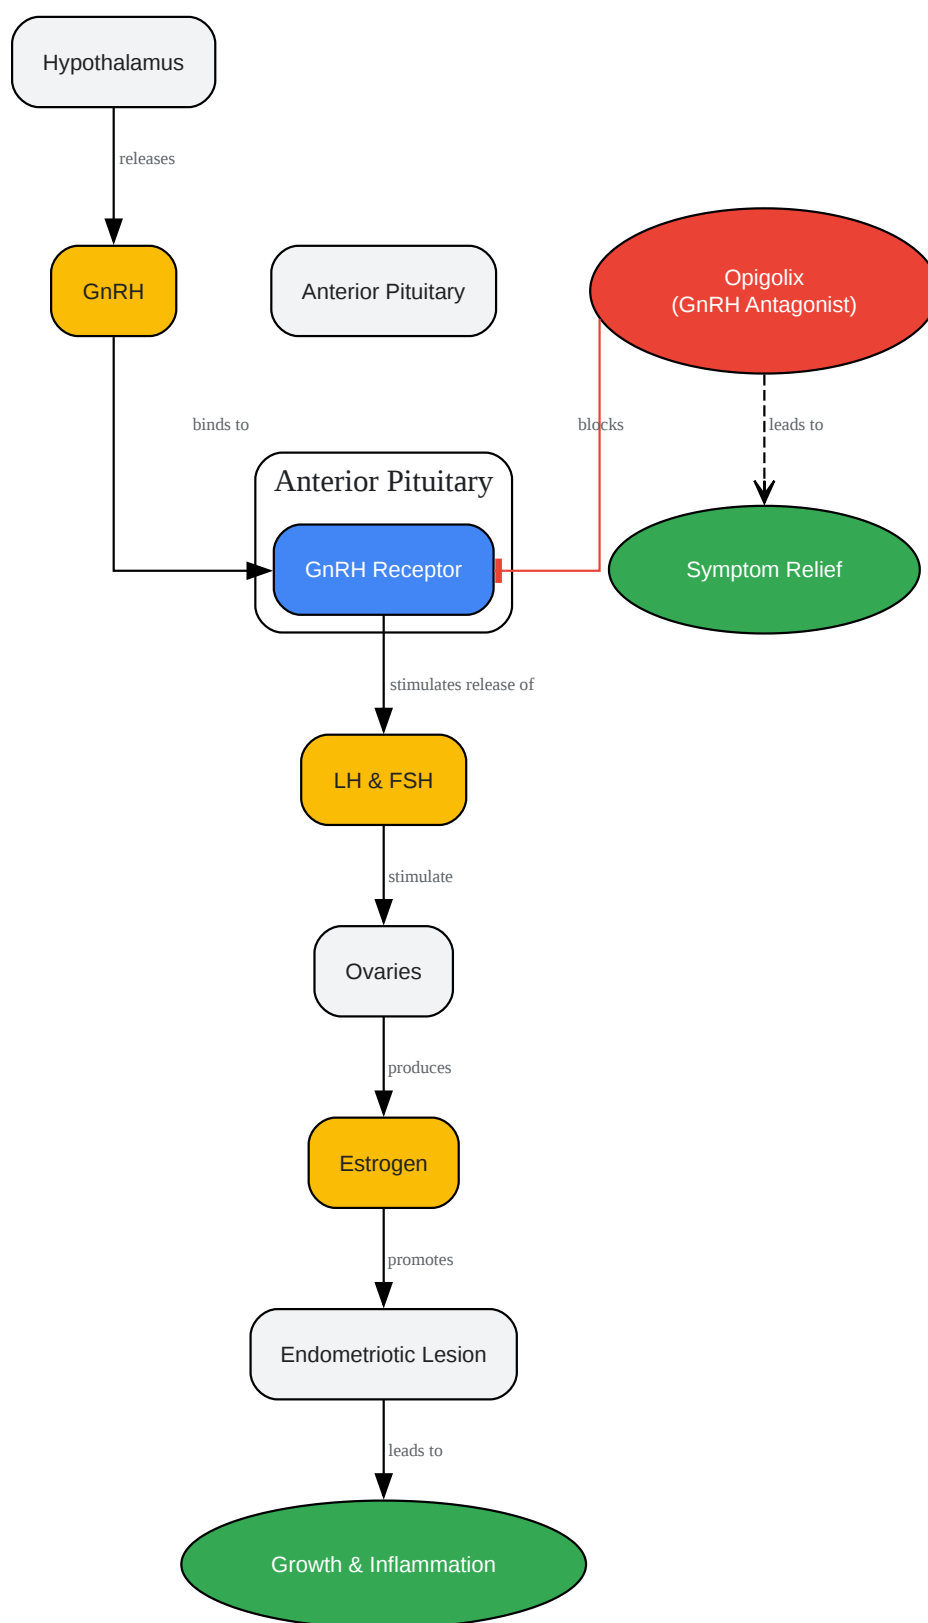 Hypothalamus
releases
GnRH
Anterior Pituitary
Opigolix
(GnRH Antagonist)
binds to
blocks
leads to
Anterior Pituitary
GnRH Receptor
Symptom Relief
stimulates release of
LH & FSH
stimulate
Ovaries
produces
Estrogen
promotes
Endometriotic Lesion
leads to
Growth & Inflammation